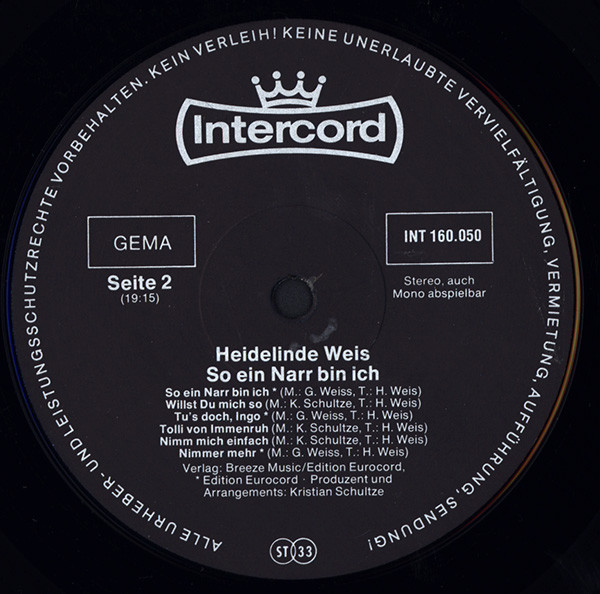 ALLE URHEBER- UND LEISTUNGSSCHUTZRECHTE VORBEHALTEN. KEIN VERLEIH! KEINE UNERLAUBTE VERVIELFÄLTIGUNG, VERMIETUNG, AUFFÜHRUNG, SENDUNG!
Intercord
GEMA
INT 160.050
Seite 2
(19:15)
Stereo, auch
Mono abspielbar
Heidelinde Weis
So ein Narr bin ich
So ein Narr bin ich * (M.: G. Weiss, T.: H. Weis)
Willst Du mich so (M.: K. Schultze, T.: H. Weis)
Tu's doch, Ingo * (M.: G. Weiss, T.: H. Weis)
Tolli von Immenruh (M.: K. Schultze, T.: H. Weis)
Nimm mich einfach (M.: K. Schultze, T.: H. Weis)
Nimmer mehr * (M.: G. Weiss, T.: H. Weis)
Verlag: Breeze Music/Edition Eurocord,
* Edition Eurocord · Produzent und
Arrangements: Kristian Schultze
ST 33